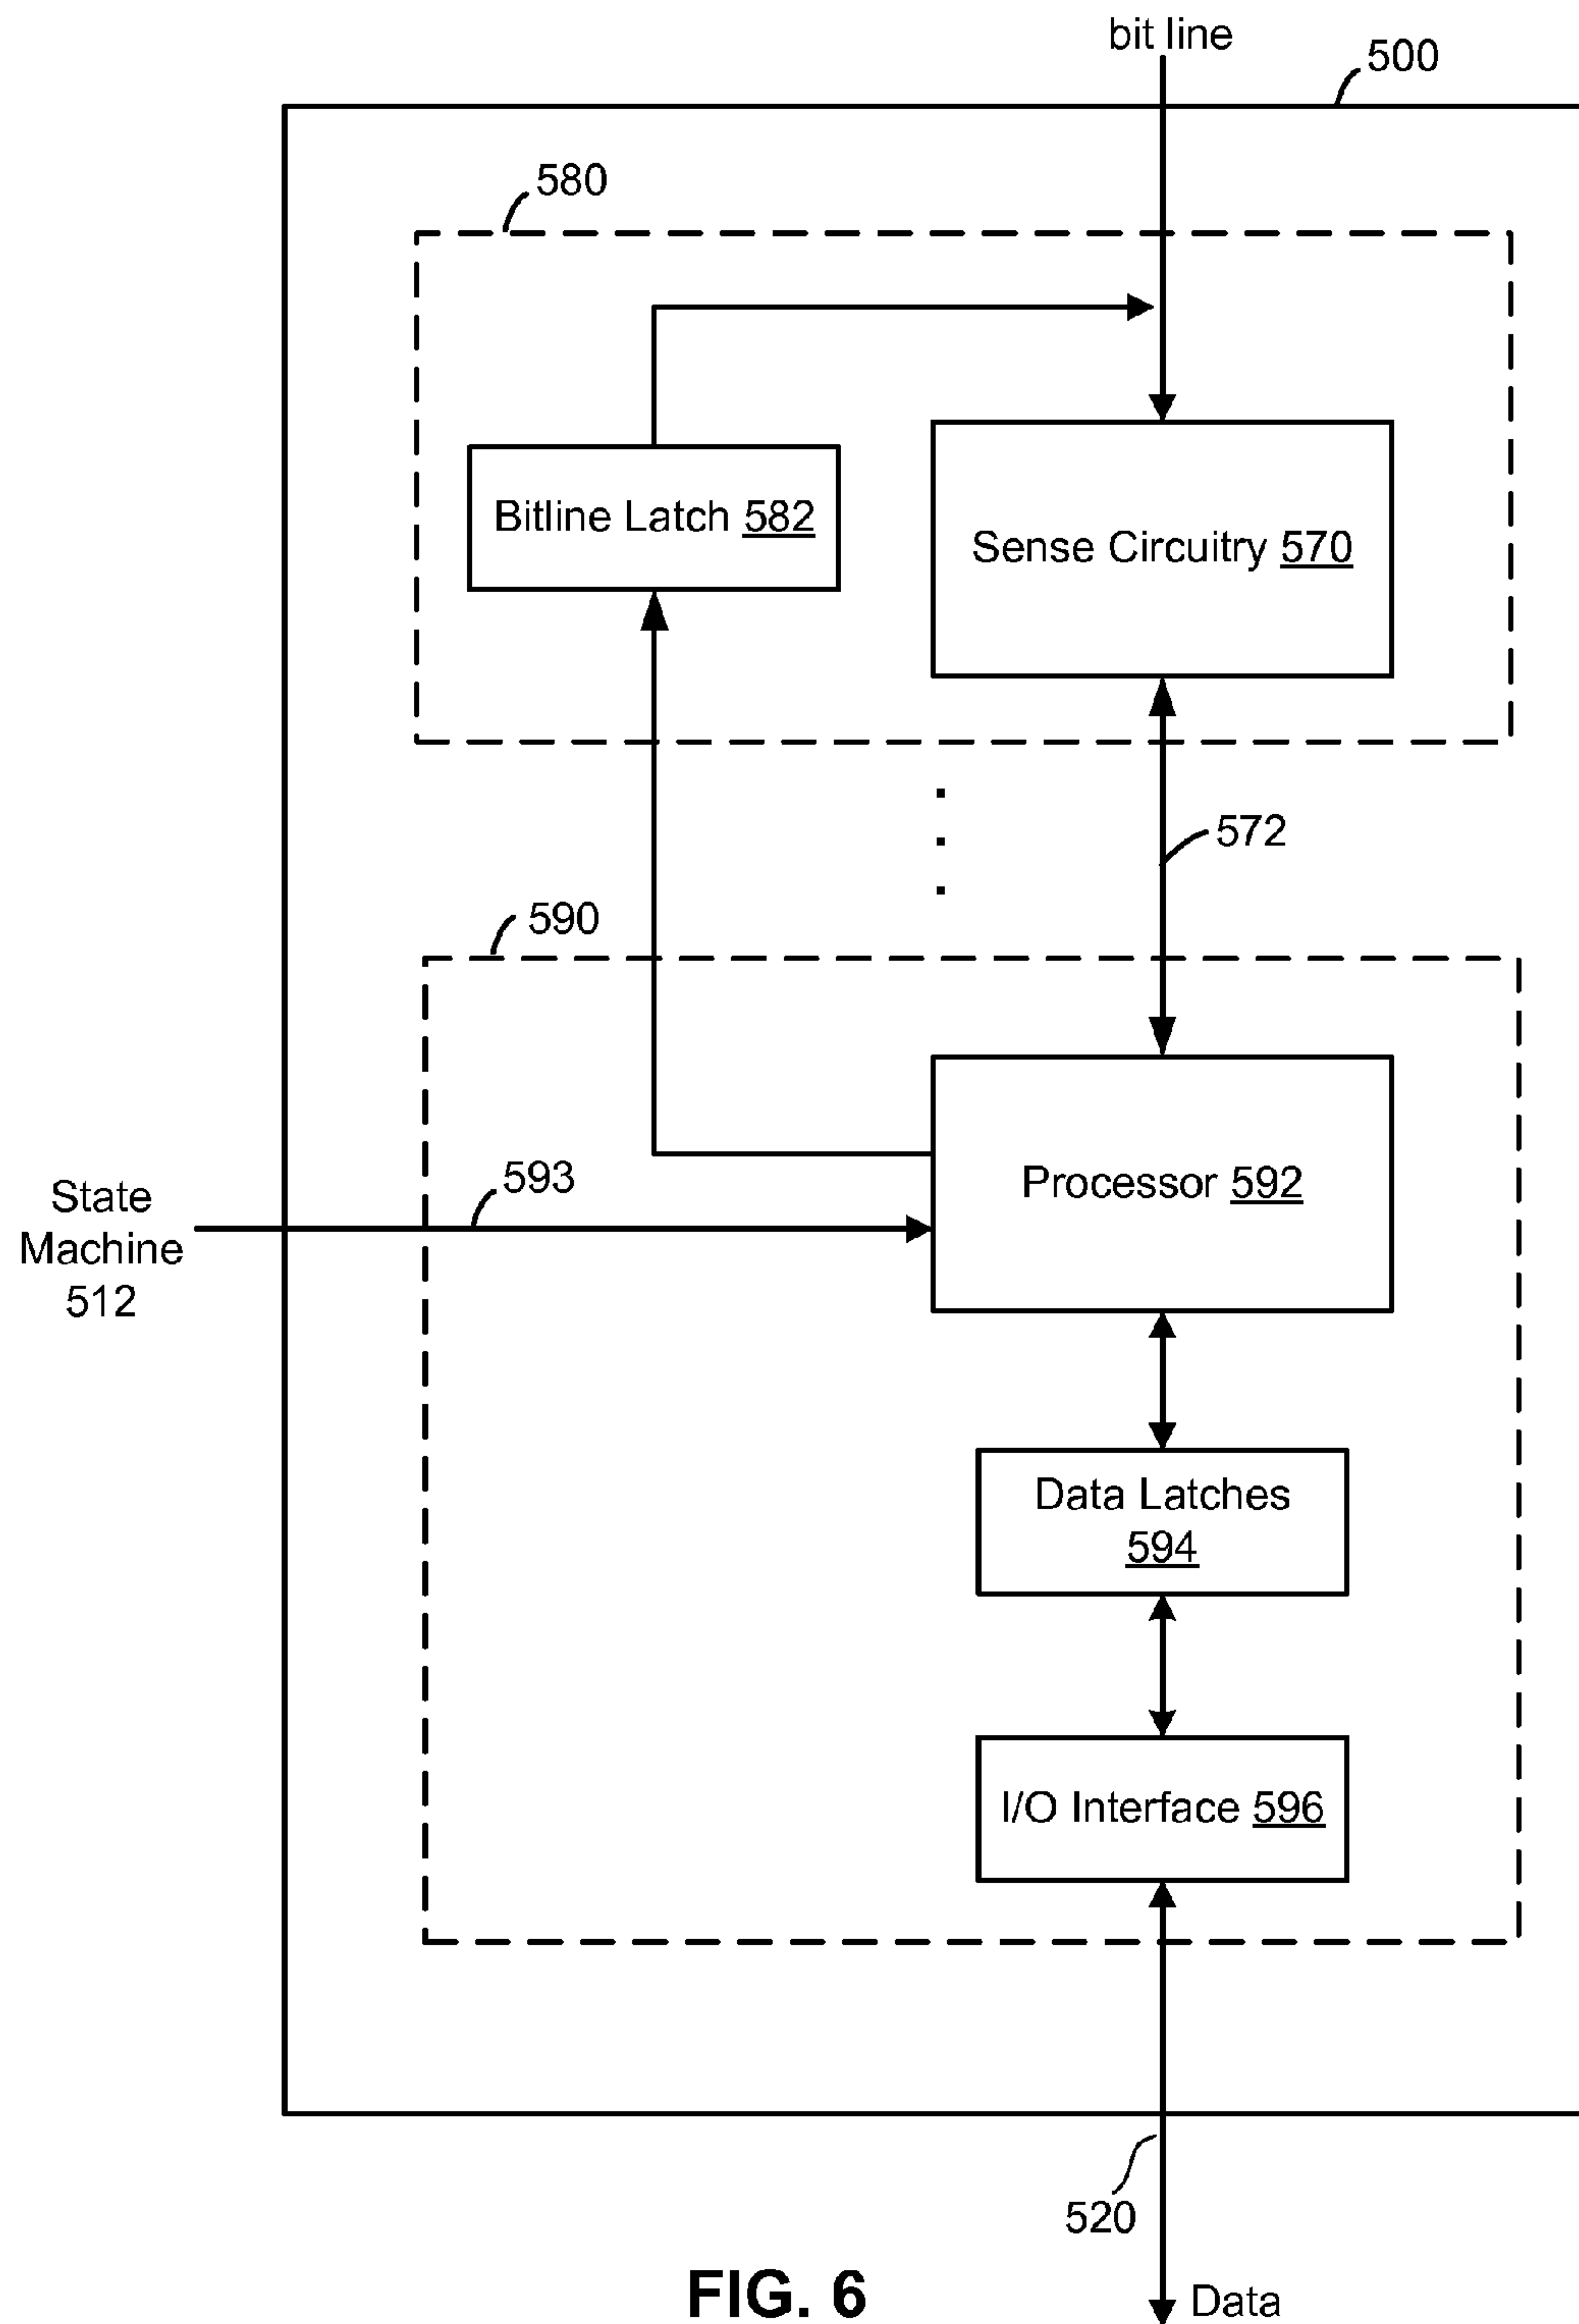 bit line
500
580
Bitline Latch 582
Sense Circuitry 570
572
590
593
State
Machine
512
Processor 592
Data Latches
594
I/O Interface 596
520
FIG. 6
Data